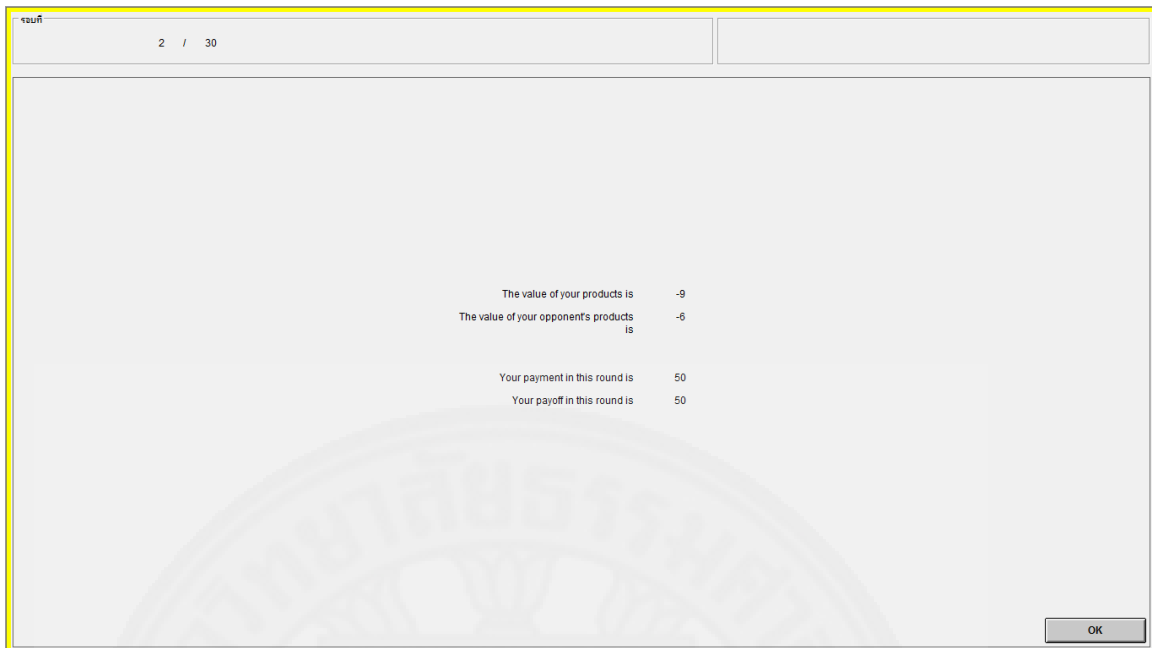 รอบที่
2 / 30
The value of your products is -9
The value of your opponent's products -6
is
Your payment in this round is 50
Your payoff in this round is 50
OK